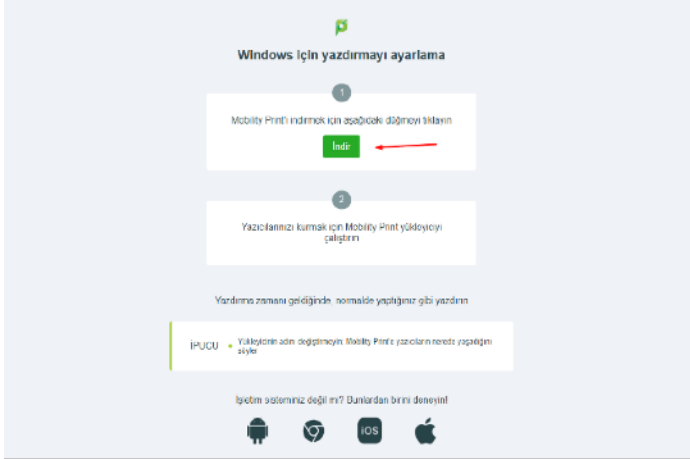 Windows için yazdırmayı ayarlama
1
Mobility Print'i indirmek için aşağıdaki düğmeyi tıklayın
İndir
2
Yazıcılarınızı kurmak için Mobility Print yükleyiciyi
çalıştırın
Yazdırma zamanı geldiğinde, normalde yaptığınız gibi yazdırın
İPUCU
Yükleyicinin adını değiştirmeyin, Mobility Print'e yazıcıların nerede yaşadığını
söyler
İşletim sisteminiz değil mi? Bunlardan birini deneyin!
iOS